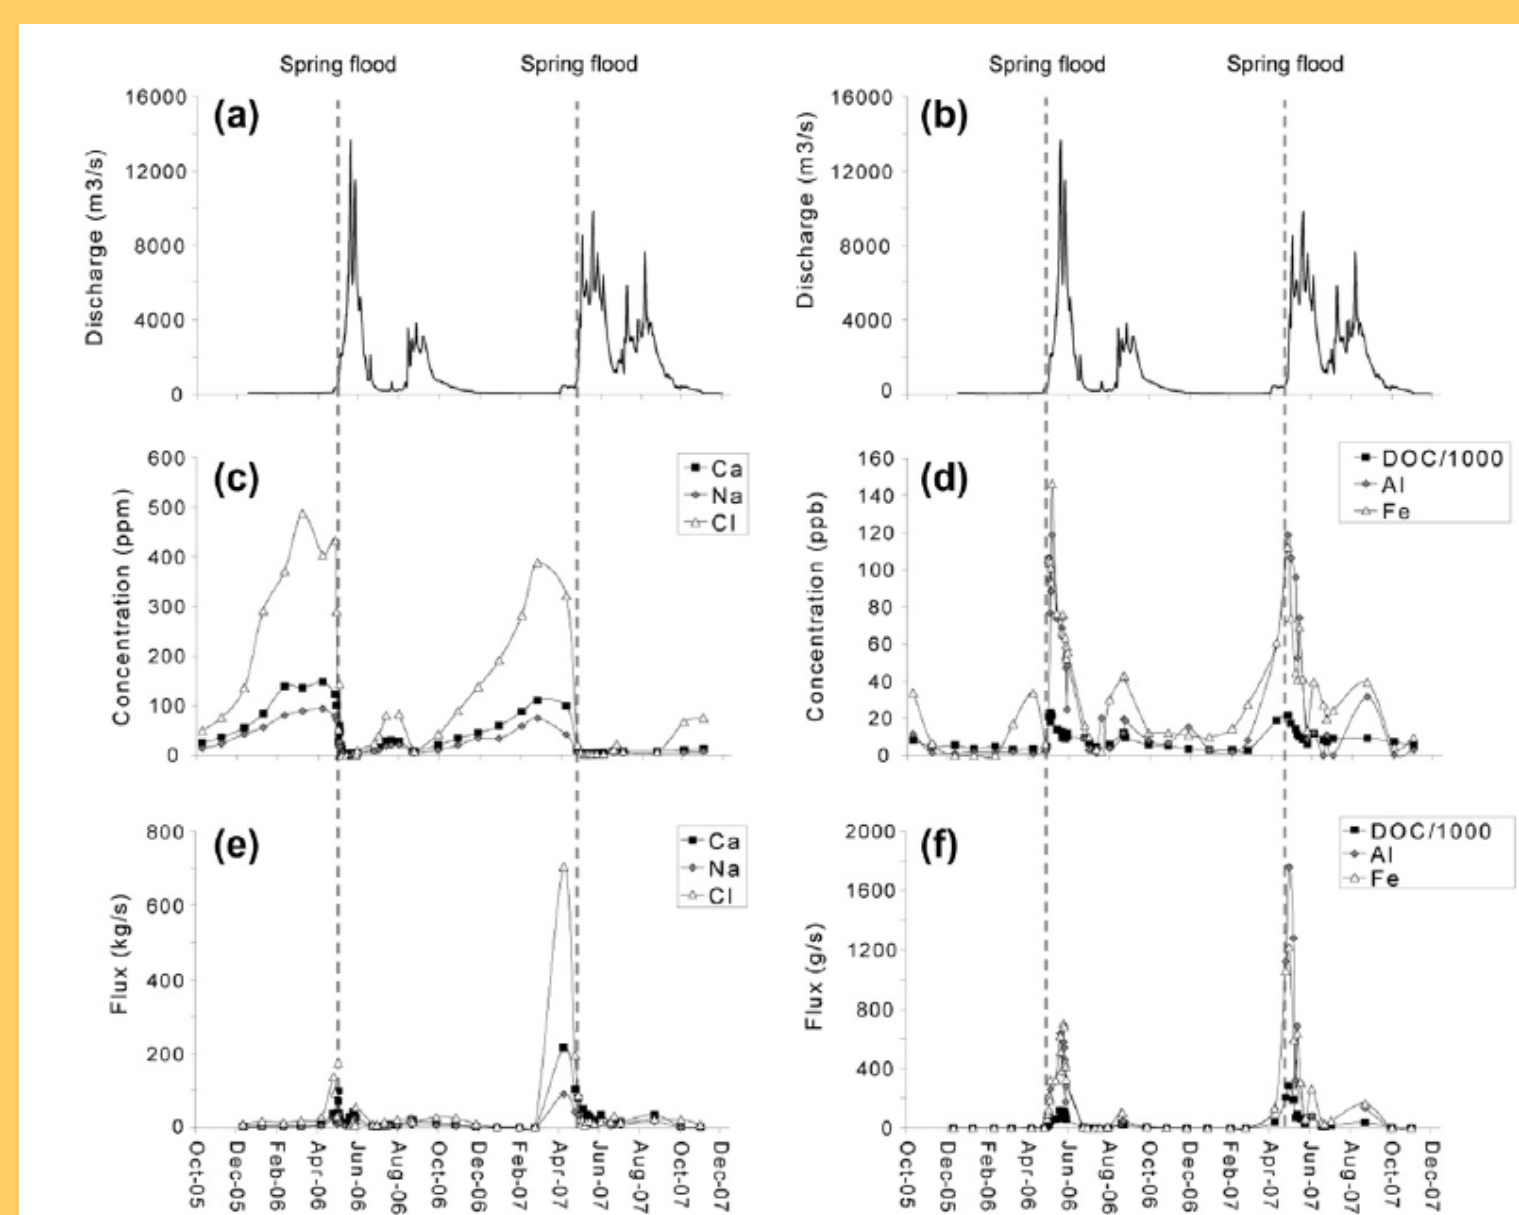 Spring flood Spring flood
(a)
Discharge (m3/s)
16000
12000
8000
4000
0
Spring flood Spring flood
(b)
Discharge (m3/s)
16000
12000
8000
4000
0
(c)
Concentration (ppm)
600
500
400
300
200
100
0
Ca
Na
Cl
(d)
Concentration (ppb)
160
140
120
100
80
60
40
20
0
DOC/1000
Al
Fe
(e)
Flux (kg/s)
800
600
400
200
0
Ca
Na
Cl
Oct-05 Dec-05 Feb-06 Apr-06 Jun-06 Aug-06 Oct-06 Dec-06 Feb-07 Apr-07 Jun-07 Aug-07 Oct-07 Dec-07
(f)
Flux (g/s)
2000
1600
1200
800
400
0
DOC/1000
Al
Fe
Oct-05 Dec-05 Feb-06 Apr-06 Jun-06 Aug-06 Oct-06 Dec-06 Feb-07 Apr-07 Jun-07 Aug-07 Oct-07 Dec-07